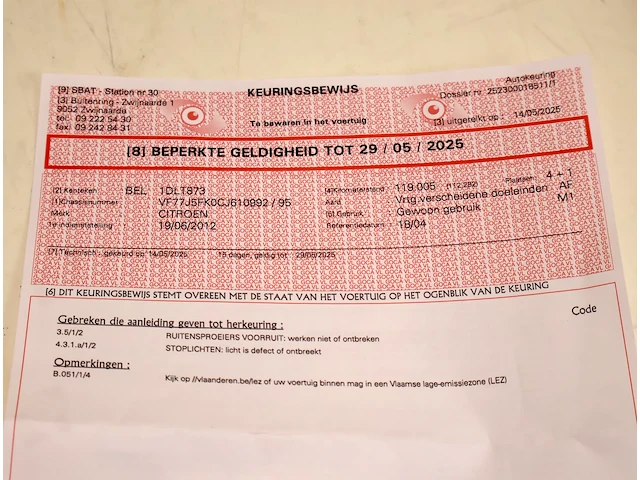 [9] SBAT - Station nr.30
KEURINGSBEWIJS
Autokeuring
[3] Buitenring - Zwijnaarde 1
Dossier nr. 252300018511/1
9052 Zwijnaarde
tel: 09 222 54 30
Te bewaren in het voertuig
[3] uitgereikt op : 14/05/2025
fax: 09 242 84 31
[8] BEPERKTE GELDIGHEID TOT 29 / 05 / 2025
[2] Kenteken: BEL 1DLT873
[4] Kilometerstand : 119.005 (112,282) Plaatsen: 4 + 1
[1] Chassisnummer : VF77J5FK0CJ610992 / 95
Aard : Vrtg.verscheidene doeleinden AF
Merk : CITROEN
[5] Gebruik : Gewoon gebruik M1
1e indienststelling : 19/06/2012
Referentiedatum : 18/04
[7] Technisch : gekeurd op 14/05/2025 15 dagen, geldig tot : 29/05/2025
[6] DIT KEURINGSBEWIJS STEMT OVEREEN MET DE STAAT VAN HET VOERTUIG OP HET OGENBLIK VAN DE KEURING
Code
Gebreken die aanleiding geven tot herkeuring :
3.5/1/2 RUITENSPROEIERS VOORUIT: werken niet of ontbreken
4.3.1.a/1/2 STOPLICHTEN: licht is defect of ontbreekt
Opmerkingen :
B.051/1/4 Kijk op //vlaanderen.be/lez of uw voertuig binnen mag in een Vlaamse lage-emissiezone (LEZ)